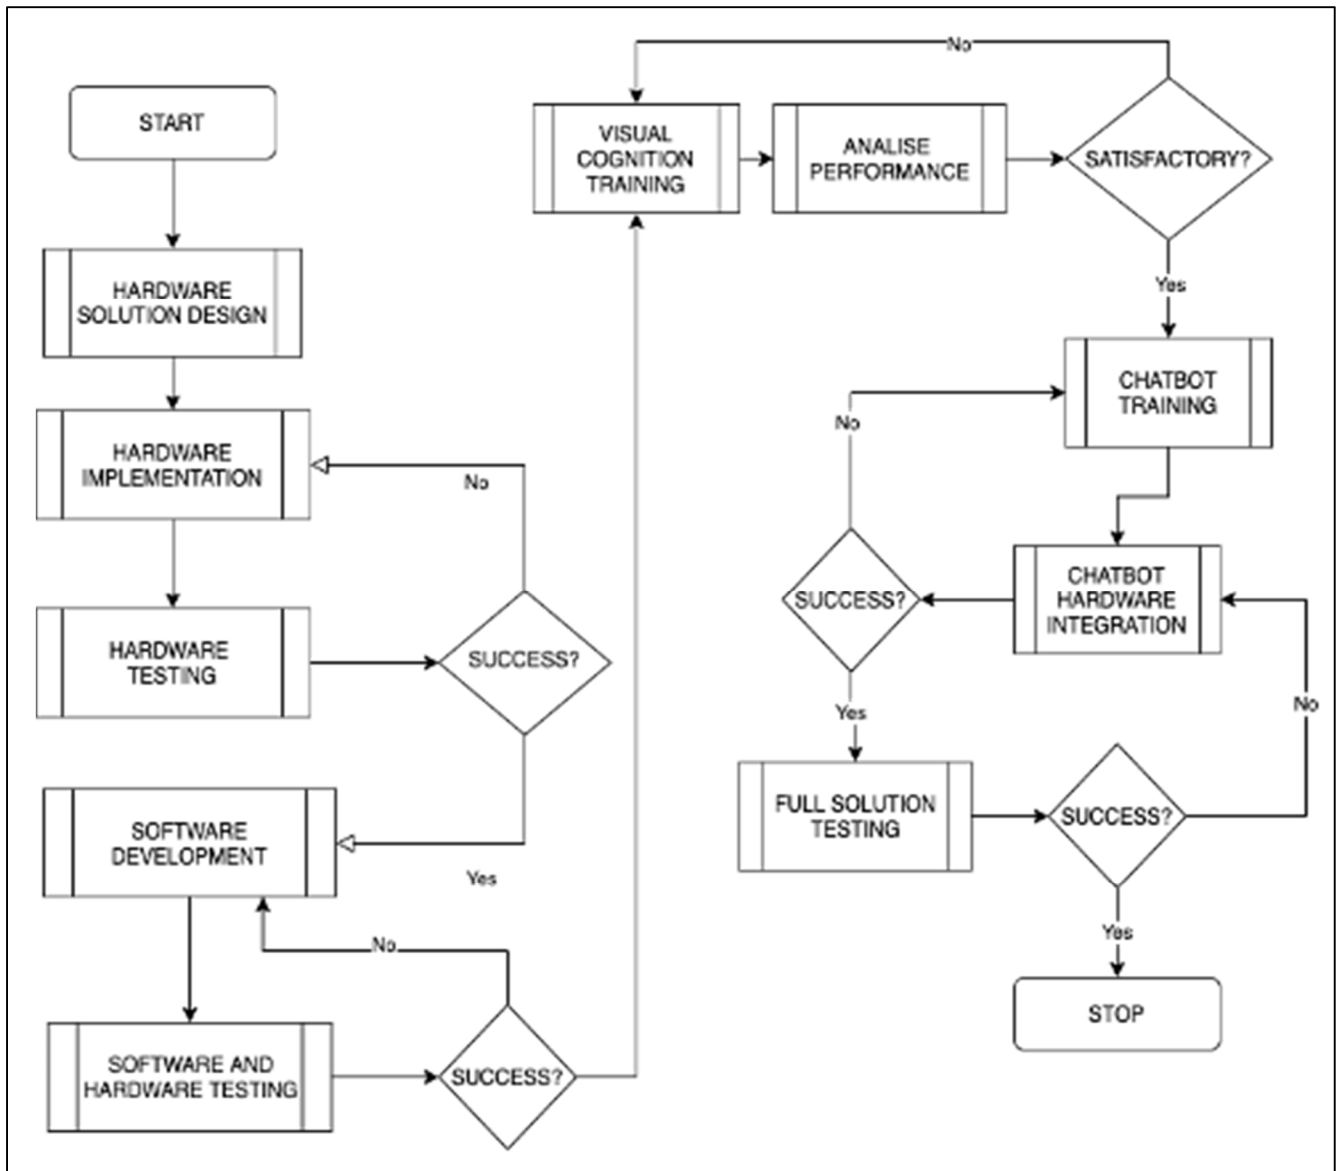 START
HARDWARE
SOLUTION DESIGN
HARDWARE
IMPLEMENTATION
No
HARDWARE
TESTING
SUCCESS?
Yes
SOFTWARE
DEVELOPMENT
No
SOFTWARE AND
HARDWARE TESTING
SUCCESS?
No
VISUAL
COGNITION
TRAINING
ANALISE
PERFORMANCE
SATISFACTORY?
Yes
CHATBOT
TRAINING
No
CHATBOT
HARDWARE
INTEGRATION
SUCCESS?
Yes
No
FULL SOLUTION
TESTING
SUCCESS?
Yes
STOP